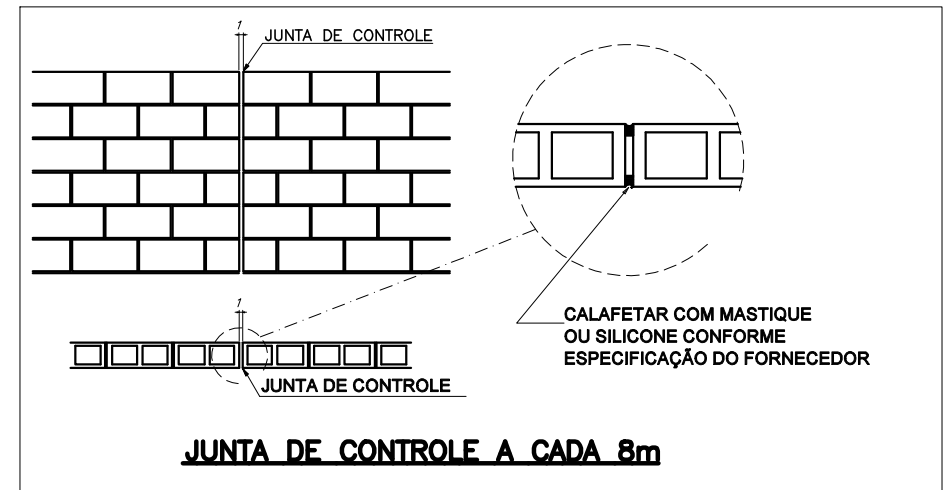 1
JUNTA DE CONTROLE
1
JUNTA DE CONTROLE
CALAFETAR COM MASTIQUE
OU SILICONE CONFORME
ESPECIFICAÇÃO DO FORNECEDOR
JUNTA DE CONTROLE A CADA 8m